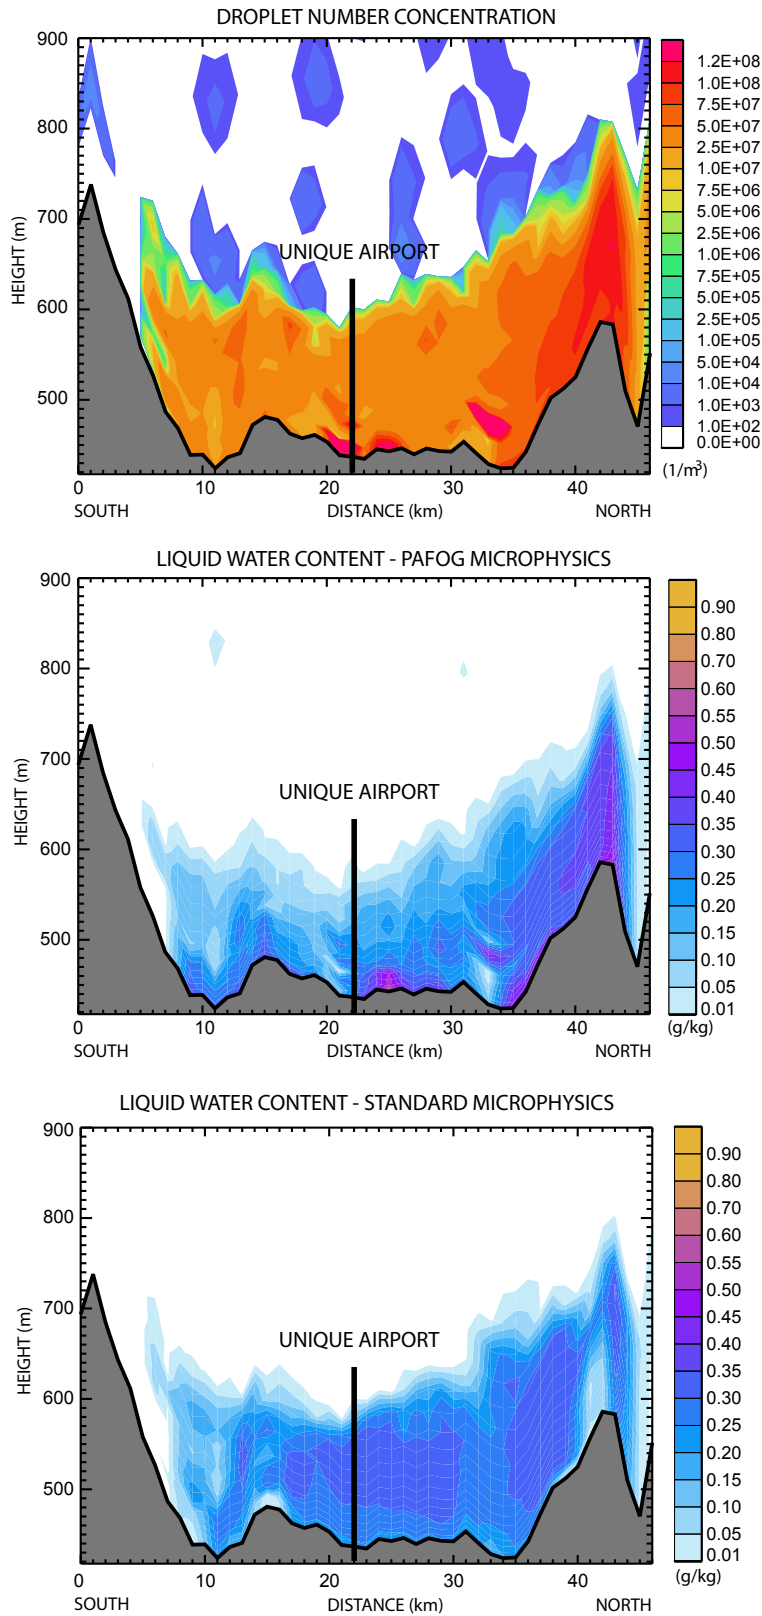 DROPLET NUMBER CONCENTRATION
900
800
700
600
500
HEIGHT (m)
UNIQUE AIRPORT
0 10 20 30 40
SOUTH DISTANCE (km) NORTH
1.2E+08
1.0E+08
7.5E+07
5.0E+07
2.5E+07
1.0E+07
7.5E+06
5.0E+06
2.5E+06
1.0E+06
7.5E+05
5.0E+05
2.5E+05
1.0E+05
5.0E+04
1.0E+04
1.0E+03
1.0E+02
0.0E+00
(1/m³)
LIQUID WATER CONTENT - PAFOG MICROPHYSICS
900
800
700
600
500
HEIGHT (m)
UNIQUE AIRPORT
0 10 20 30 40
SOUTH DISTANCE (km) NORTH
0.90
0.80
0.70
0.60
0.55
0.50
0.45
0.40
0.35
0.30
0.25
0.20
0.15
0.10
0.05
0.01
(g/kg)
LIQUID WATER CONTENT - STANDARD MICROPHYSICS
900
800
700
600
500
HEIGHT (m)
UNIQUE AIRPORT
0 10 20 30 40
SOUTH DISTANCE (km) NORTH
0.90
0.80
0.70
0.60
0.55
0.50
0.45
0.40
0.35
0.30
0.25
0.20
0.15
0.10
0.05
0.01
(g/kg)